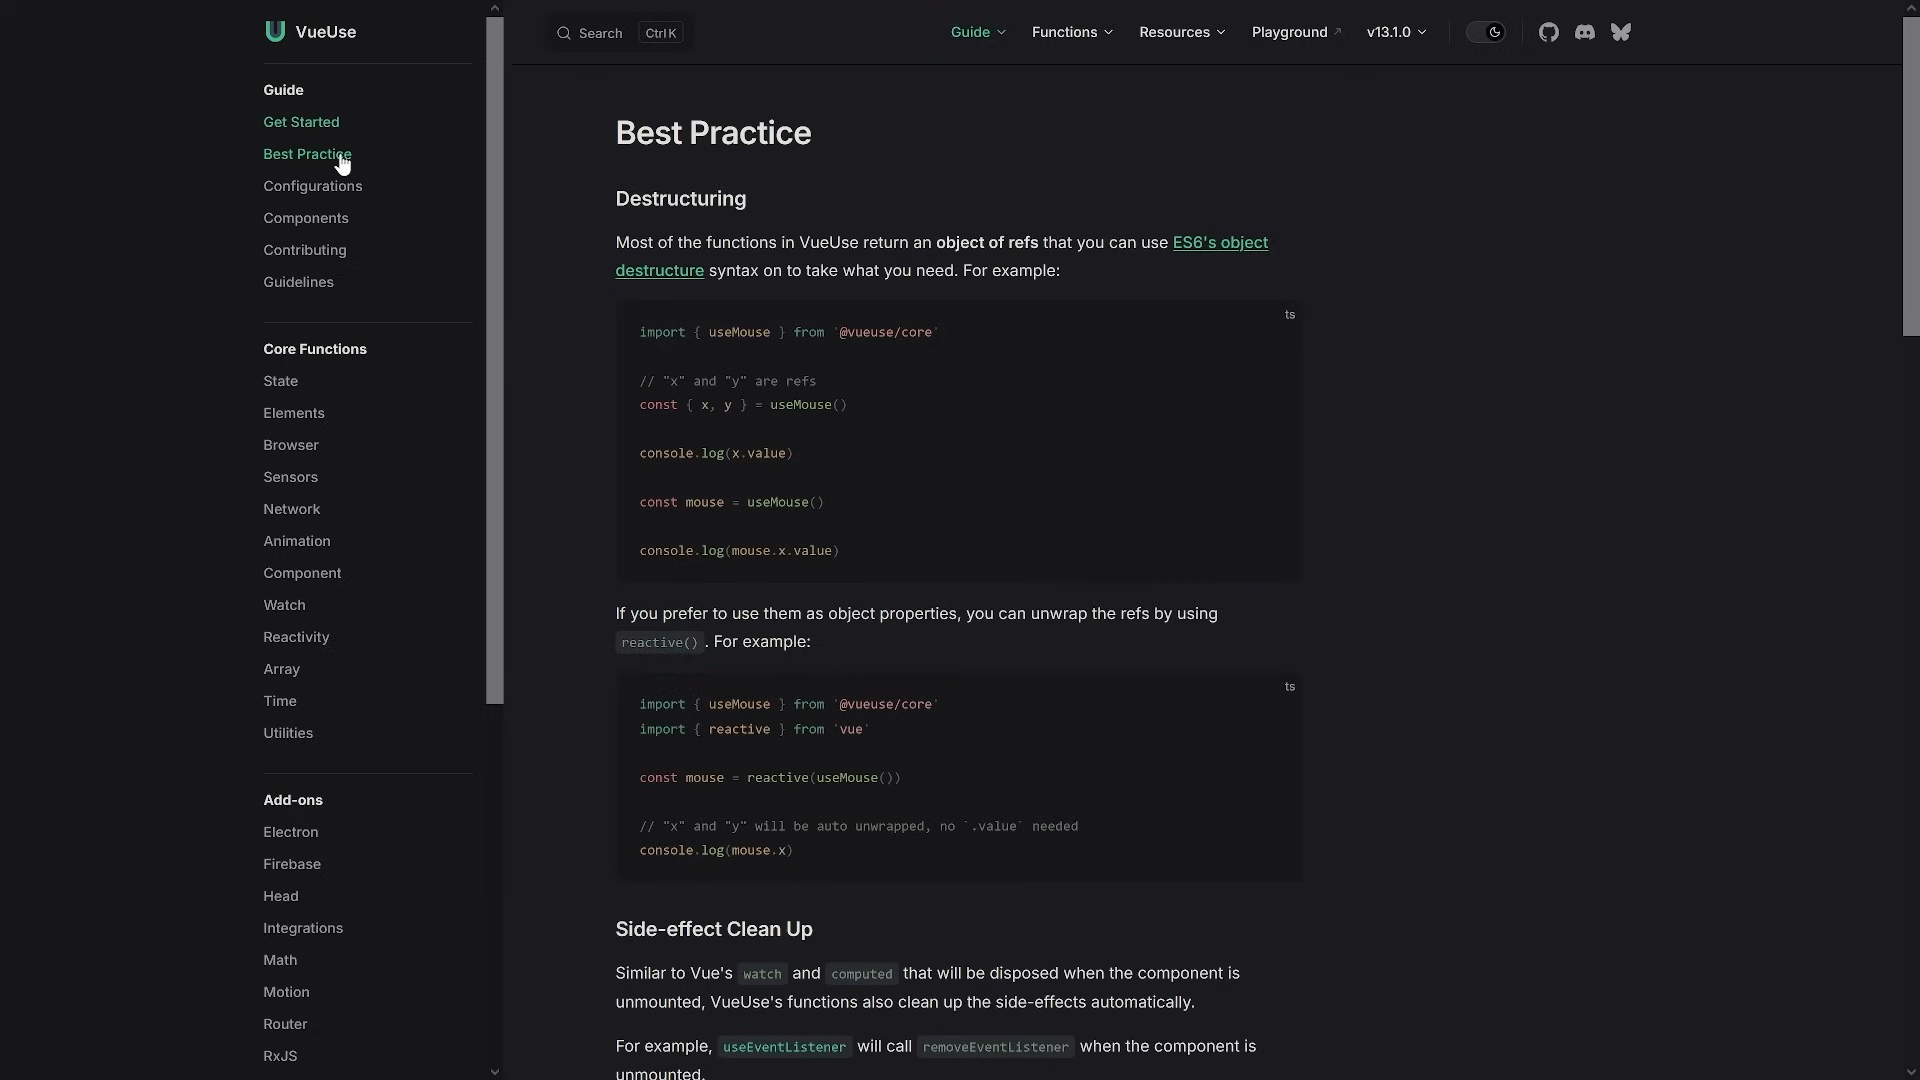 VueUse
Search Ctrl K
Guide
Functions
Resources
Playground
v13.1.0
Guide
Get Started
Best Practice
Configurations
Components
Contributing
Guidelines
Core Functions
State
Elements
Browser
Sensors
Network
Animation
Component
Watch
Reactivity
Array
Time
Utilities
Add-ons
Electron
Firebase
Head
Integrations
Math
Motion
Router
RxJS
Best Practice
Destructuring
Most of the functions in VueUse return an object of refs that you can use ES6's object
destructure syntax on to take what you need. For example:
ts
import { useMouse } from '@vueuse/core'
// "x" and "y" are refs
const { x, y } = useMouse()
console.log(x.value)
const mouse = useMouse()
console.log(mouse.x.value)
If you prefer to use them as object properties, you can unwrap the refs by using
reactive() . For example:
ts
import { useMouse } from '@vueuse/core'
import { reactive } from 'vue'
const mouse = reactive(useMouse())
// "x" and "y" will be auto unwrapped, no `.value` needed
console.log(mouse.x)
Side-effect Clean Up
Similar to Vue's watch and computed that will be disposed when the component is
unmounted, VueUse's functions also clean up the side-effects automatically.
For example, useEventListener will call removeEventListener when the component is
unmounted.